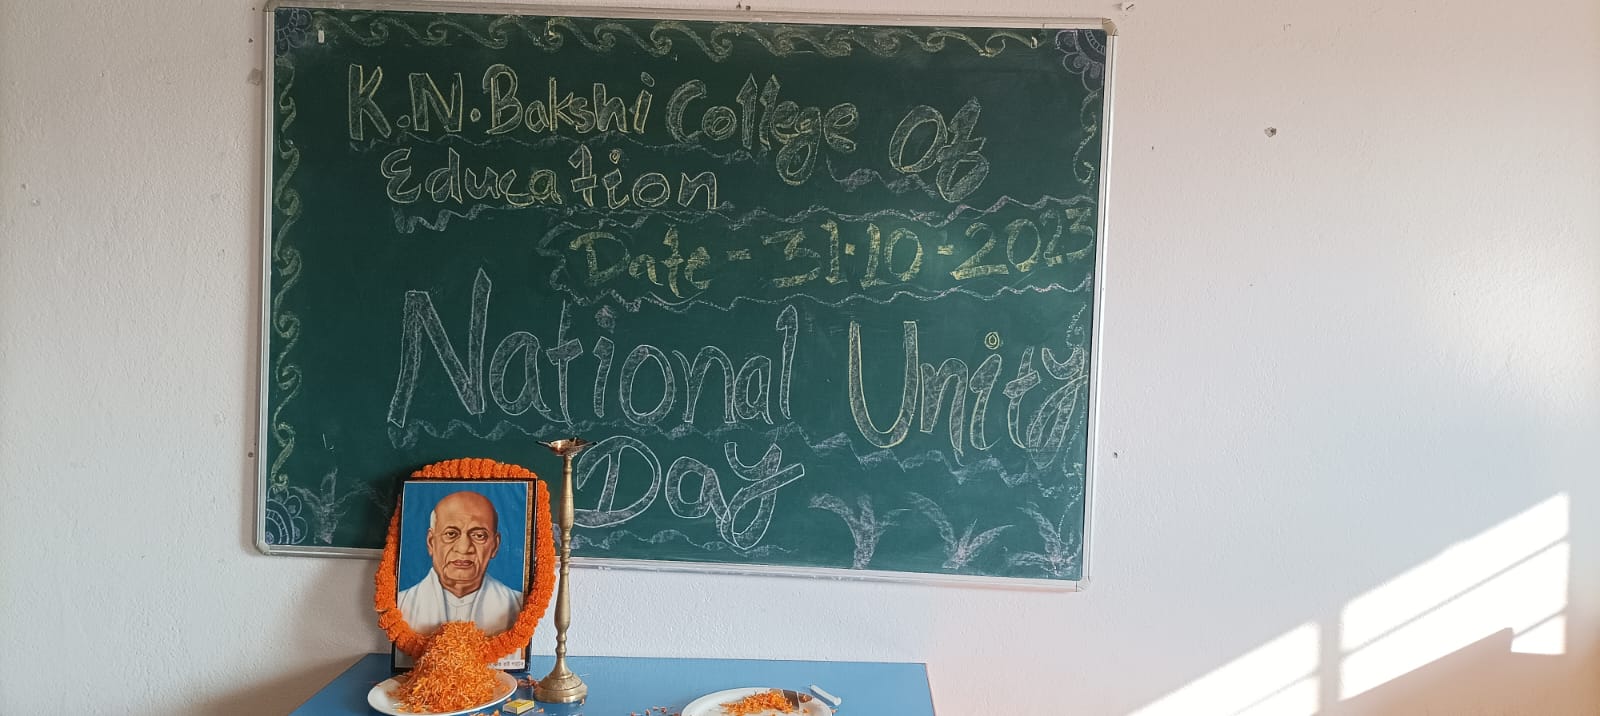 K.N.Bakshi College Of
Education
Date - 31.10-2023
National Unity
Day